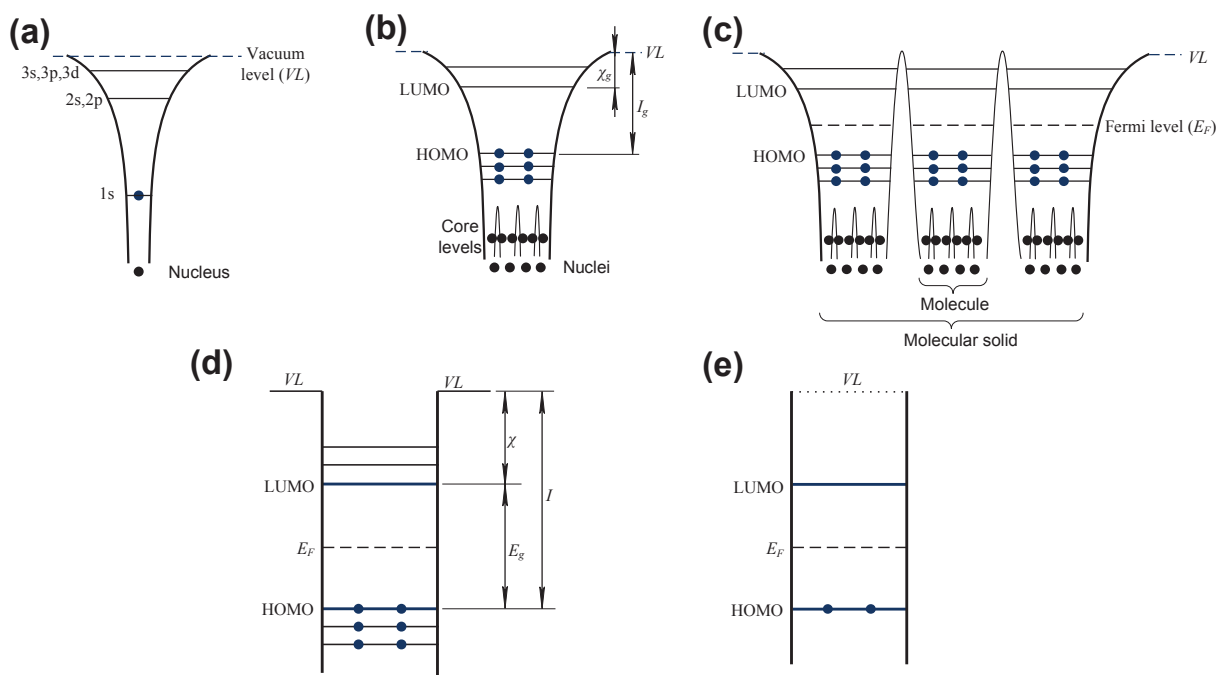 (a)
Vacuum
level (VL)
3s,3p,3d
2s,2p
1s
Nucleus
(b)
VL
χg
LUMO
Ig
HOMO
Core
levels
Nuclei
(c)
VL
LUMO
Fermi level (EF)
HOMO
Molecule
Molecular solid
(d)
VL
VL
χ
LUMO
I
EF
Eg
HOMO
(e)
VL
LUMO
EF
HOMO